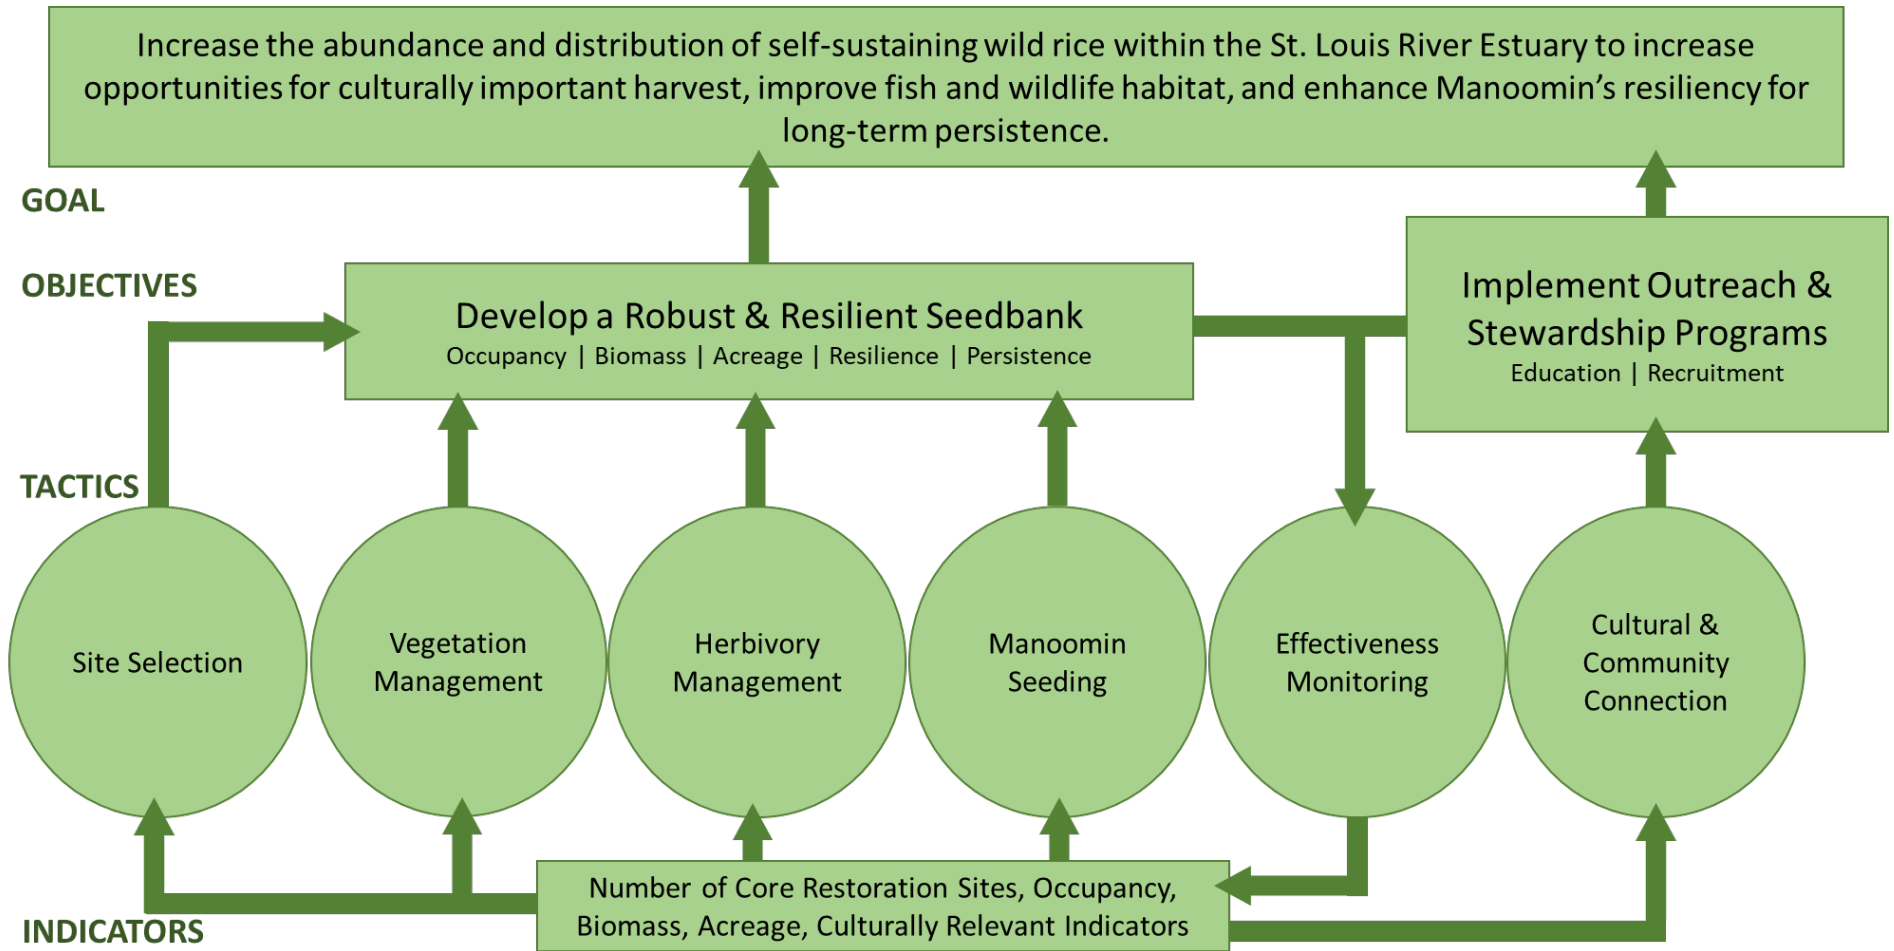 Increase the abundance and distribution of self-sustaining wild rice within the St. Louis River Estuary to increase
opportunities for culturally important harvest, improve fish and wildlife habitat, and enhance Manoomin’s resiliency for
long-term persistence.
GOAL
OBJECTIVES
Develop a Robust & Resilient Seedbank
Occupancy | Biomass | Acreage | Resilience | Persistence
Implement Outreach &
Stewardship Programs
Education | Recruitment
TACTICS
Site Selection
Vegetation
Management
Herbivory
Management
Manoomin
Seeding
Effectiveness
Monitoring
Cultural &
Community
Connection
INDICATORS
Number of Core Restoration Sites, Occupancy,
Biomass, Acreage, Culturally Relevant Indicators